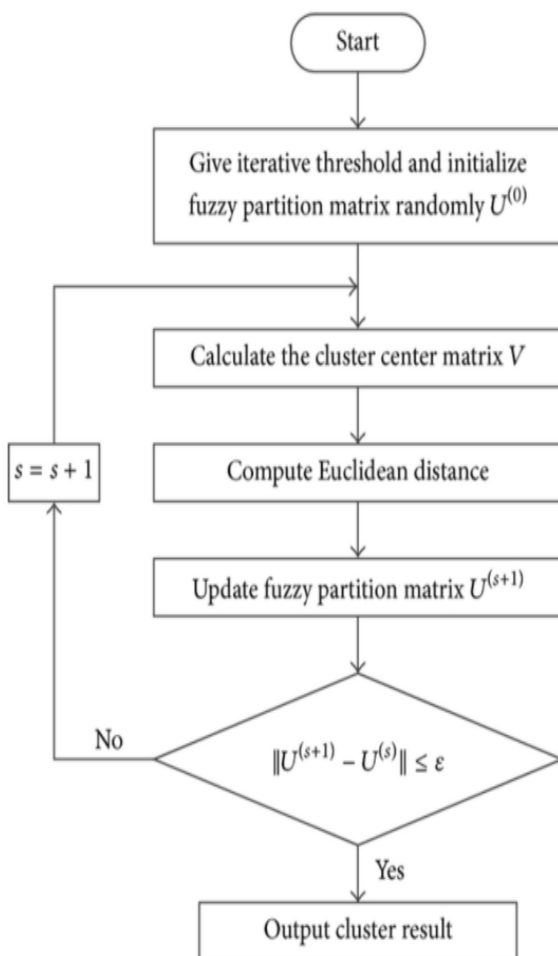 Start
Give iterative threshold and initialize
fuzzy partition matrix randomly U^(0)
Calculate the cluster center matrix V
s = s + 1
Compute Euclidean distance
Update fuzzy partition matrix U^(s+1)
No
‖U^(s+1) − U^(s)‖ ≤ ε
Yes
Output cluster result